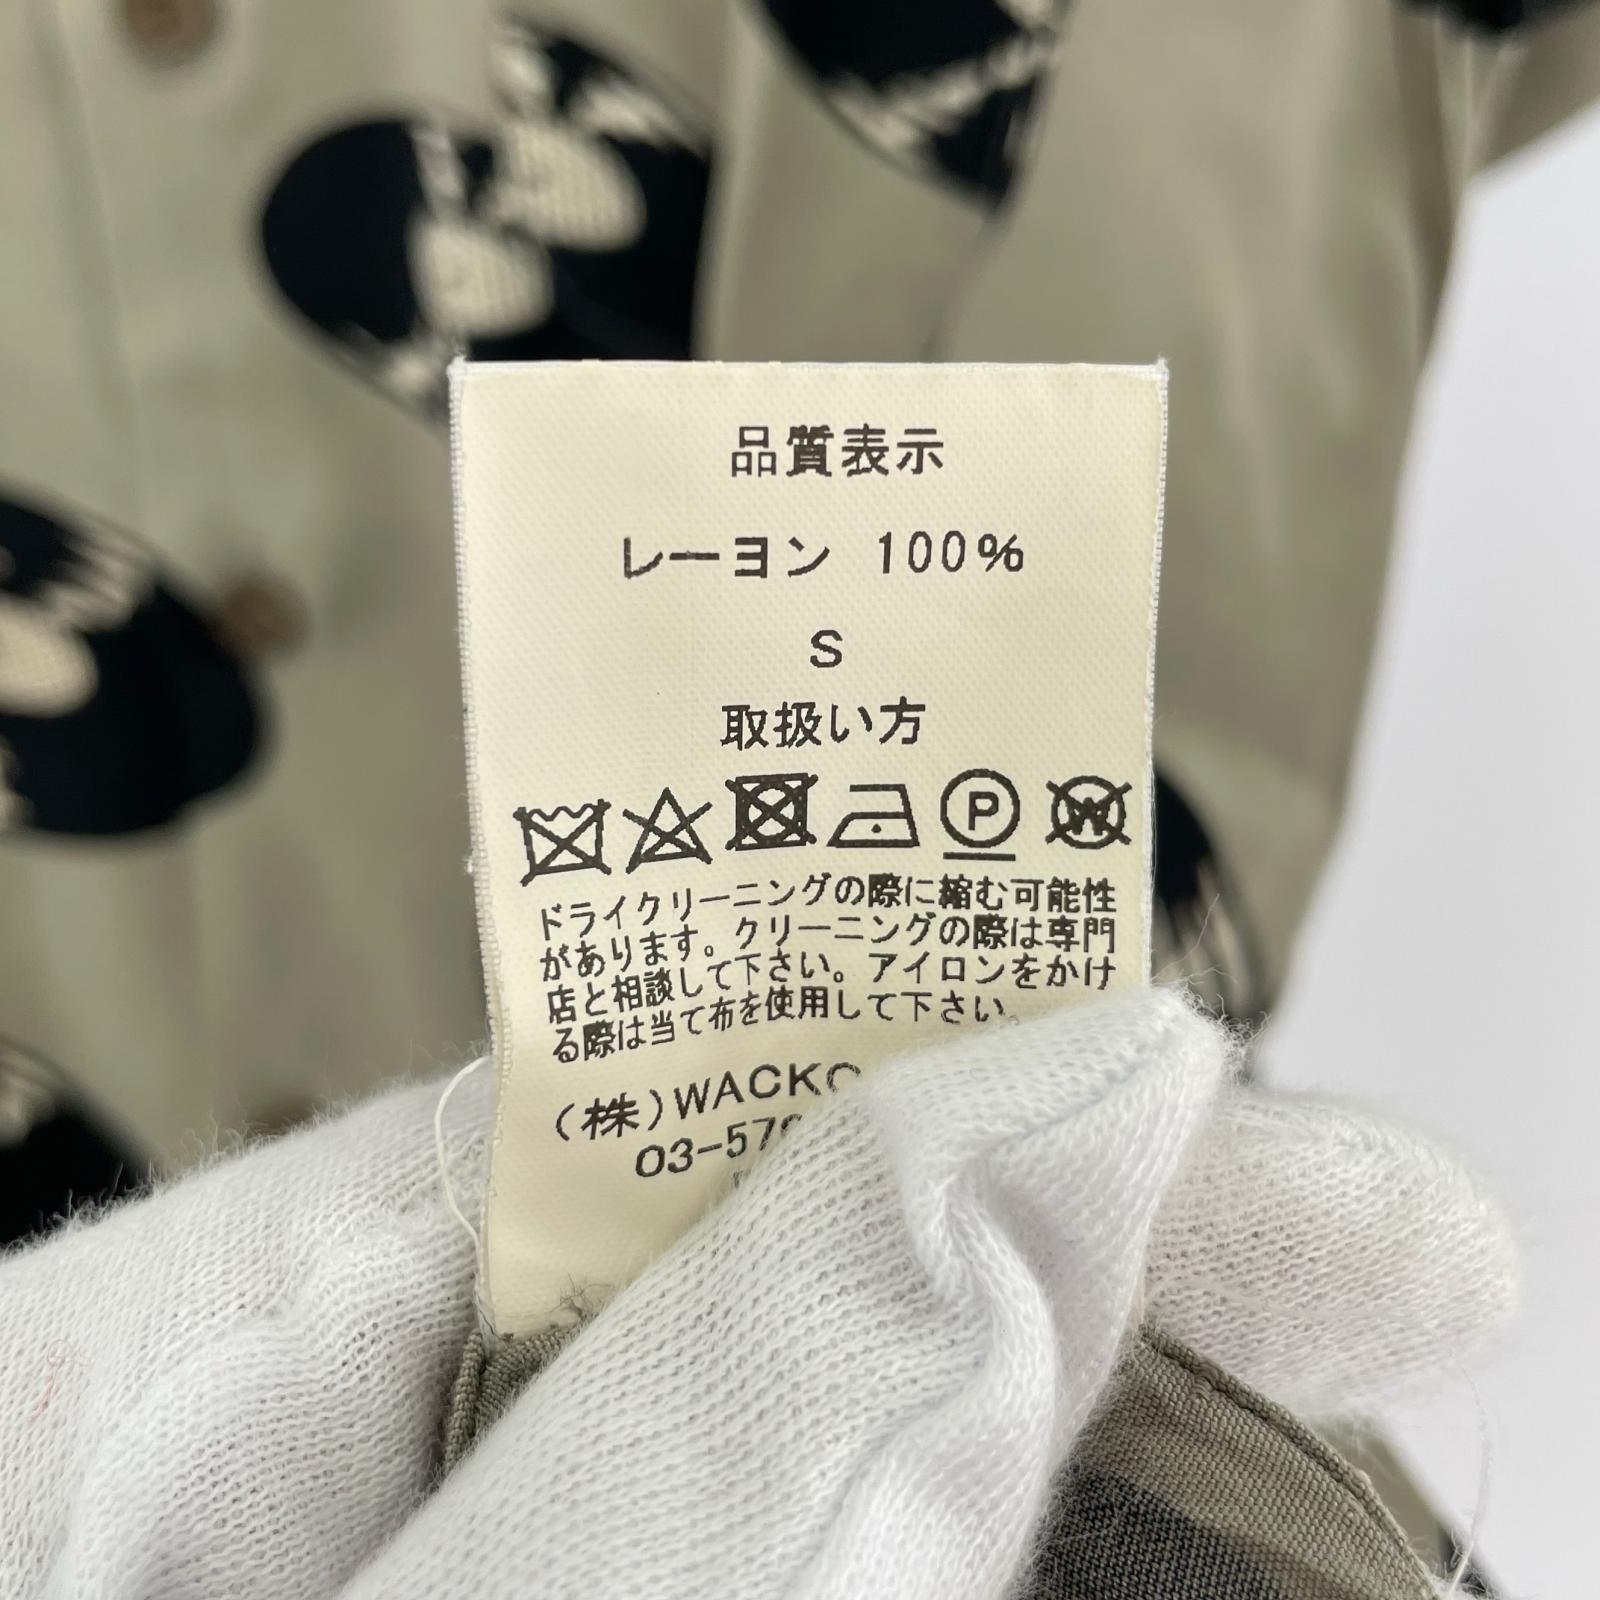 品質表示
レーヨン 100%
S
取扱い方
P
W
ドライクリーニングの際に縮む可能性
があります。クリーニングの際は専門
店と相談して下さい。アイロンをかけ
る際は当て布を使用して下さい。
(株)WACKO
03-57